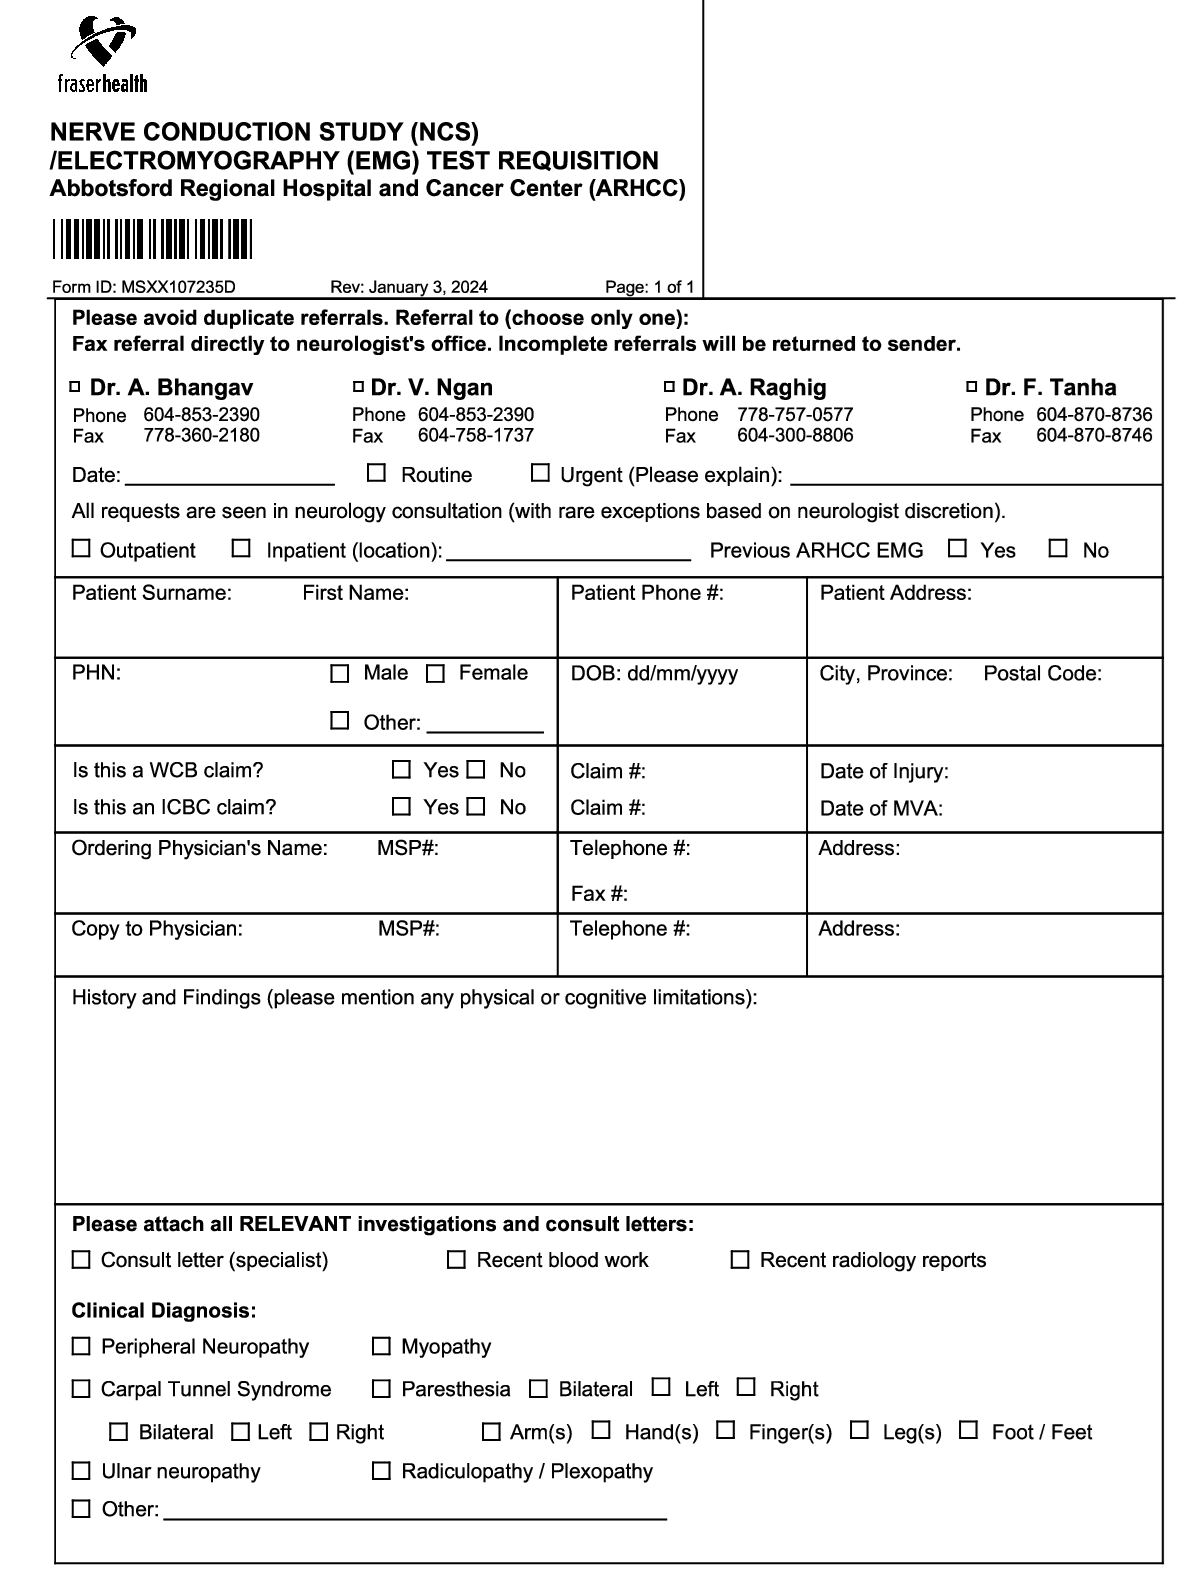 fraserhealth
NERVE CONDUCTION STUDY (NCS)
/ELECTROMYOGRAPHY (EMG) TEST REQUISITION
Abbotsford Regional Hospital and Cancer Center (ARHCC)
Form ID: MSXX107235D Rev: January 3, 2024 Page: 1 of 1
Please avoid duplicate referrals. Referral to (choose only one):
Fax referral directly to neurologist's office. Incomplete referrals will be returned to sender.
Dr. A. Bhangav Dr. V. Ngan Dr. A. Raghig Dr. F. Tanha
Phone 604-853-2390 Phone 604-853-2390 Phone 778-757-0577 Phone 604-870-8736
Fax 778-360-2180 Fax 604-758-1737 Fax 604-300-8806 Fax 604-870-8746
Date: Routine Urgent (Please explain):
All requests are seen in neurology consultation (with rare exceptions based on neurologist discretion).
Outpatient Inpatient (location): Previous ARHCC EMG Yes No
Patient Surname: First Name: Patient Phone #: Patient Address:
PHN: Male Female DOB: dd/mm/yyyy City, Province: Postal Code:
Other:
Is this a WCB claim? Yes No Claim #: Date of Injury:
Is this an ICBC claim? Yes No Claim #: Date of MVA:
Ordering Physician's Name: MSP#: Telephone #: Address:
Fax #:
Copy to Physician: MSP#: Telephone #: Address:
History and Findings (please mention any physical or cognitive limitations):
Please attach all RELEVANT investigations and consult letters:
Consult letter (specialist) Recent blood work Recent radiology reports
Clinical Diagnosis:
Peripheral Neuropathy Myopathy
Carpal Tunnel Syndrome Paresthesia Bilateral Left Right
Bilateral Left Right Arm(s) Hand(s) Finger(s) Leg(s) Foot / Feet
Ulnar neuropathy Radiculopathy / Plexopathy
Other: